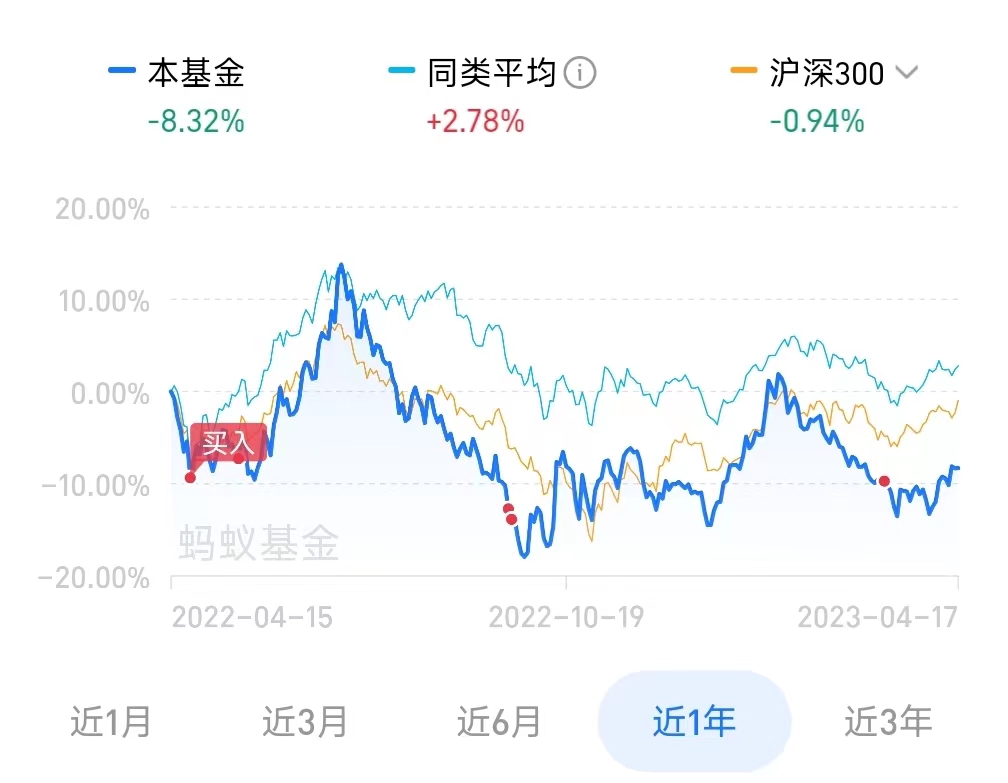 本基金 同类平均 沪深300
-8.32% +2.78% -0.94%
20.00%
10.00%
0.00%
买入
-10.00%
蚂蚁基金
-20.00%
2022-04-15 2022-10-19 2023-04-17
近1月 近3月 近6月 近1年 近3年